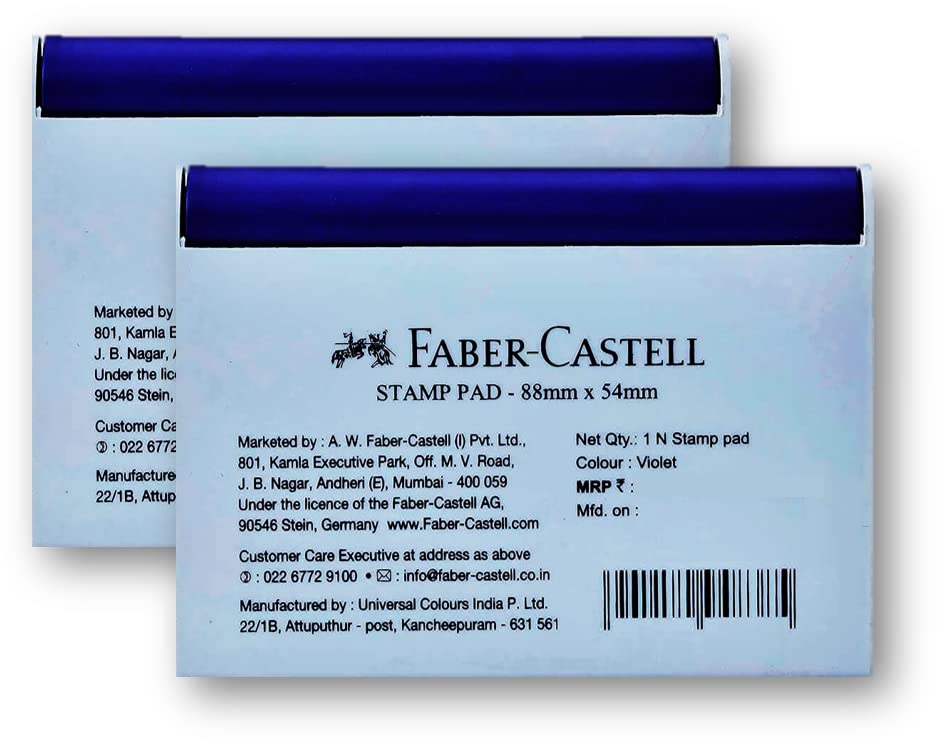 Marketed by
801, Kamla E
J. B. Nagar,
Under the lic
90546 Stein,
Customer Ca
: 022 6772
Manufacture
22/1B, Attup
FABER-CASTELL
STAMP PAD - 88mm x 54mm
Marketed by : A. W. Faber-Castell (I) Pvt. Ltd.,
801, Kamla Executive Park, Off. M. V. Road,
J. B. Nagar, Andheri (E), Mumbai - 400 059
Under the licence of the Faber-Castell AG,
90546 Stein, Germany www.Faber-Castell.com
Customer Care Executive at address as above
✆ : 022 6772 9100 • ✉ : info@faber-castell.co.in
Manufactured by : Universal Colours India P. Ltd.
22/1B, Attuputhur - post, Kancheepuram - 631 561
Net Qty.: 1 N Stamp pad
Colour : Violet
MRP ₹ :
Mfd. on :